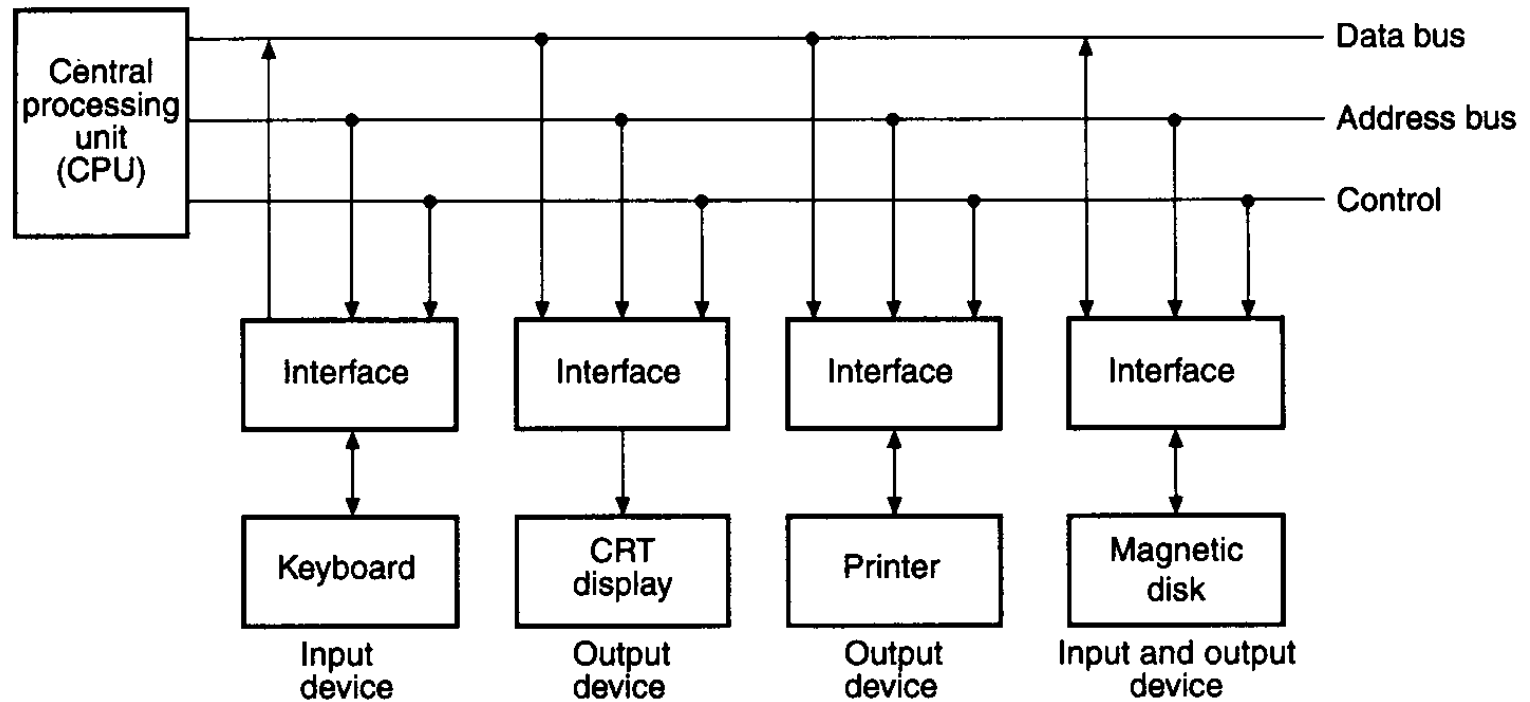 Central
processing
unit
(CPU)
Data bus
Address bus
Control
Interface
Interface
Interface
Interface
Keyboard
CRT
display
Printer
Magnetic
disk
Input
device
Output
device
Output
device
Input and output
device